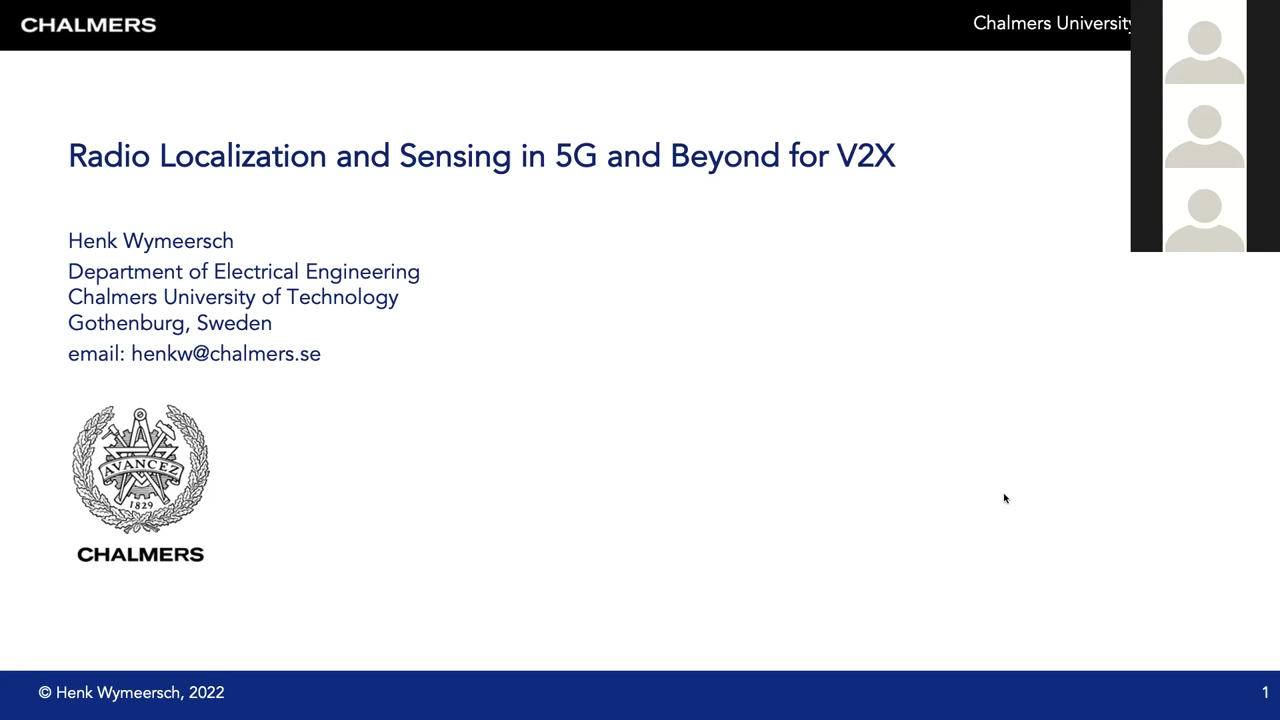 CHALMERS
Chalmers University
Radio Localization and Sensing in 5G and Beyond for V2X
Henk Wymeersch
Department of Electrical Engineering
Chalmers University of Technology
Gothenburg, Sweden
email: henkw@chalmers.se
AVANCEZ
1829
CHALMERS
© Henk Wymeersch, 2022
1